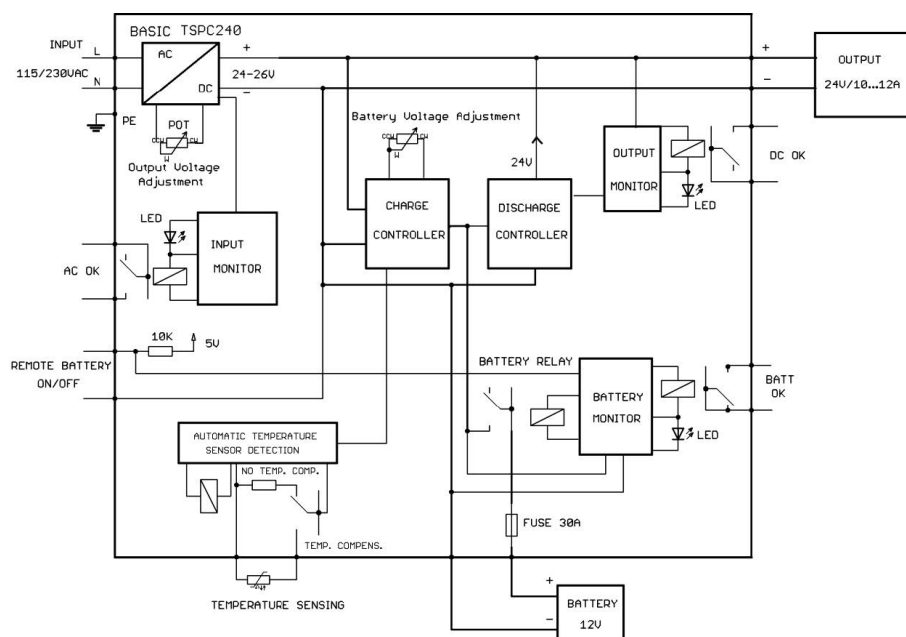 BASIC TSPC240
INPUT
L
115/230VAC
N
PE
AC
DC
+
24-26V
−
POT
CCW
CW
W
Output Voltage
Adjustment
Battery Voltage Adjustment
CCW
CW
W
24V
+
−
OUTPUT
24V/10...12A
OUTPUT
MONITOR
LED
DC OK
CHARGE
CONTROLLER
DISCHARGE
CONTROLLER
LED
INPUT
MONITOR
AC OK
10K
5V
REMOTE BATTERY
ON/OFF
BATTERY RELAY
BATTERY
MONITOR
LED
BATT
OK
AUTOMATIC TEMPERATURE
SENSOR DETECTION
NO TEMP. COMP.
TEMP. COMPENS.
FUSE 30A
TEMPERATURE SENSING
+
−
BATTERY
12V